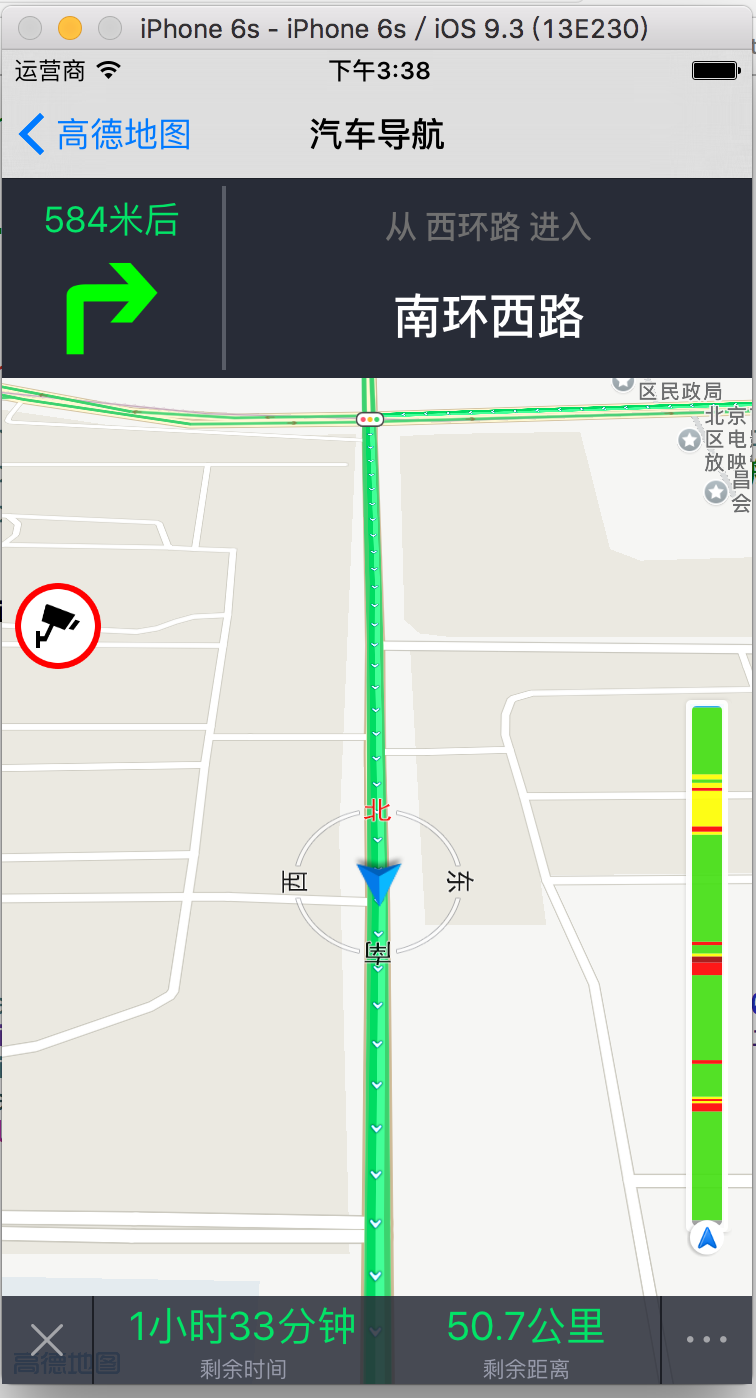 iPhone 6s - iPhone 6s / iOS 9.3 (13E230)
运营商 下午3:38
高德地图 汽车导航
584米后
从 西环路 进入
南环西路
区民政局
北京
区电
放映
昌
会
北
西 东
南
1小时33分钟 50.7公里
剩余时间 剩余距离
高德地图